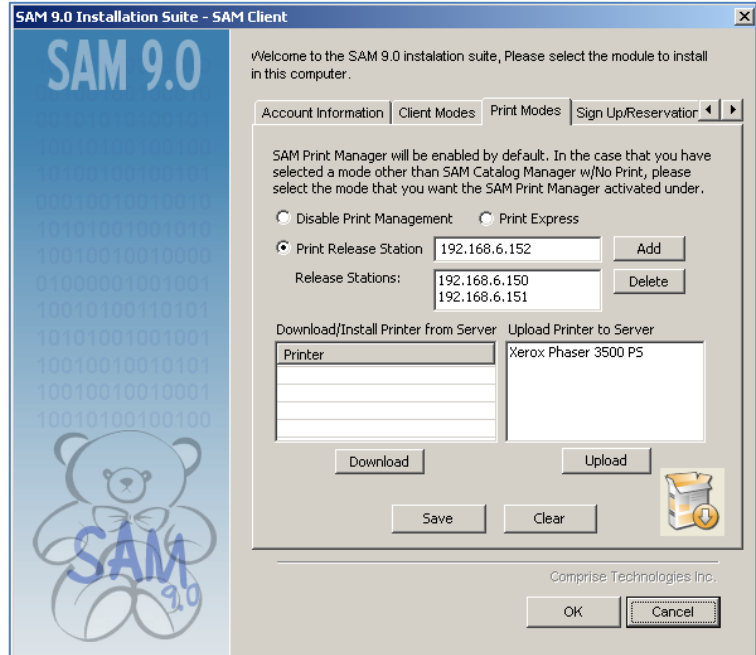 SAM 9.0 Installation Suite - SAM Client
SAM 9.0
Welcome to the SAM 9.0 instalation suite, Please select the module to install
in this computer.
Account Information Client Modes Print Modes Sign Up/Reservation
SAM Print Manager will be enabled by default. In the case that you have
selected a mode other than SAM Catalog Manager w/No Print, please
select the mode that you want the SAM Print Manager activated under.
Disable Print Management Print Express
Print Release Station 192.168.6.152 Add
Release Stations: 192.168.6.150 Delete
192.168.6.151
Download/Install Printer from Server Upload Printer to Server
Printer Xerox Phaser 3500 PS
Download Upload
Save Clear
Comprise Technologies Inc.
OK Cancel
10010100110101
10101001001001
10010010010101
10010100100100
SAM
9.0